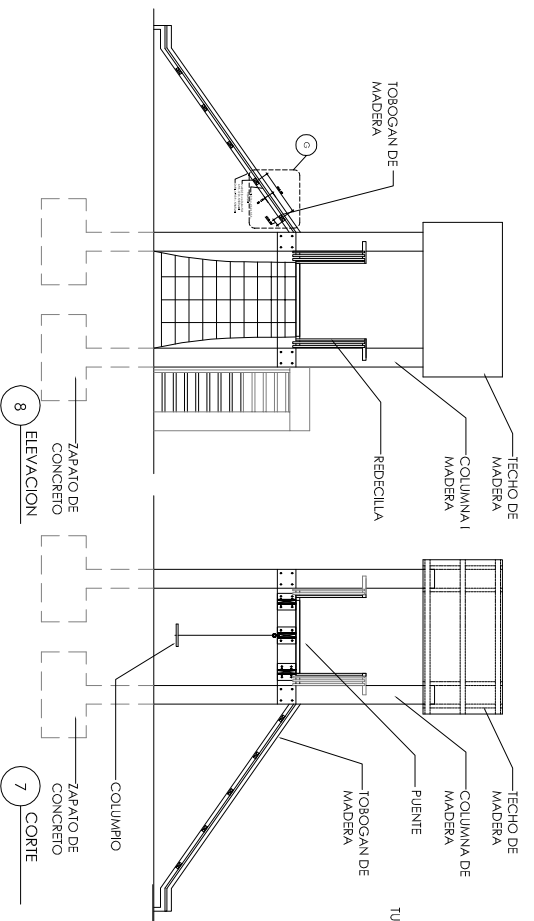 TOBOGAN DE
MADERA
G
TECHO DE
MADERA
COLUMNA I
MADERA
REDECILLA
ZAPATO DE
CONCRETO
8
ELEVACION
TECHO DE
MADERA
COLUMNA DE
MADERA
PUENTE
TOBOGAN DE
MADERA
COLUMPIO
ZAPATO DE
CONCRETO
7
CORTE
TU